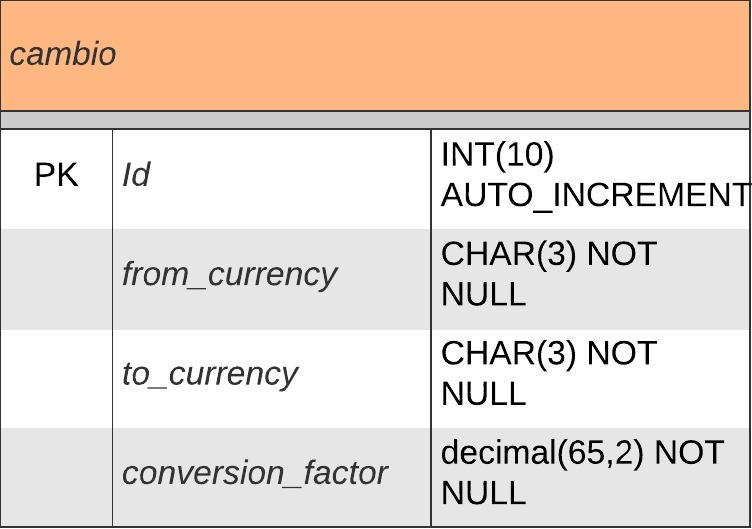 cambio
PK
Id
INT(10)
AUTO_INCREMENT
from_currency
CHAR(3) NOT
NULL
to_currency
CHAR(3) NOT
NULL
conversion_factor
decimal(65,2) NOT
NULL